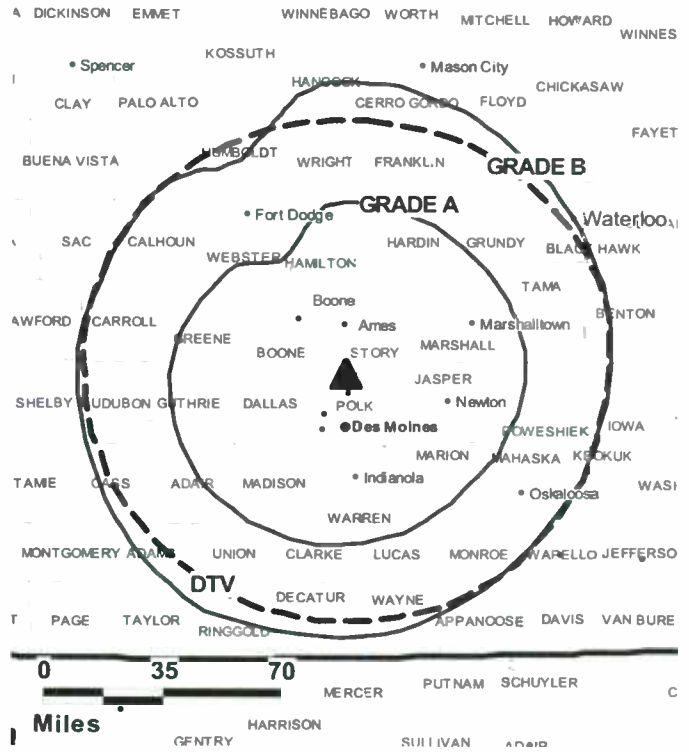 DICKINSON EMMET WINNEBAGO WORTH MITCHELL HOWARD
WINNES
KOSSUTH
Spencer Mason City
HANCOCK
CHICKASAW
CLAY PALO ALTO CERRO GORDO FLOYD
FAYET
HUMBOLDT
BUENA VISTA WRIGHT FRANKLIN GRADE B
Fort Dodge GRADE A Waterloo
SAC CALHOUN HARDIN GRUNDY BLACK HAWK
WEBSTER HAMILTON
TAMA
Boone BENTON
AWFORD CARROLL Ames Marshalltown
GREENE
BOONE STORY MARSHALL
JASPER
SHELBY UDUBON GUTHRIE DALLAS POLK Newton
Des Moines POWESHIEK IOWA
MARION MAHASKA KEOKUK
TAMIE CASS ADAIR MADISON Indianola WASH
Oskaloosa
WARREN
MONTGOMERY ADAMS UNION CLARKE LUCAS MONROE WAPELLO JEFFERSO
DTV
DECATUR WAYNE
T PAGE TAYLOR RINGGOLD APPANOOSE DAVIS VAN BURE
0 35 70
MERCER PUTNAM SCHUYLER C
Miles
HARRISON
GENTRY SULLIVAN ADAIR